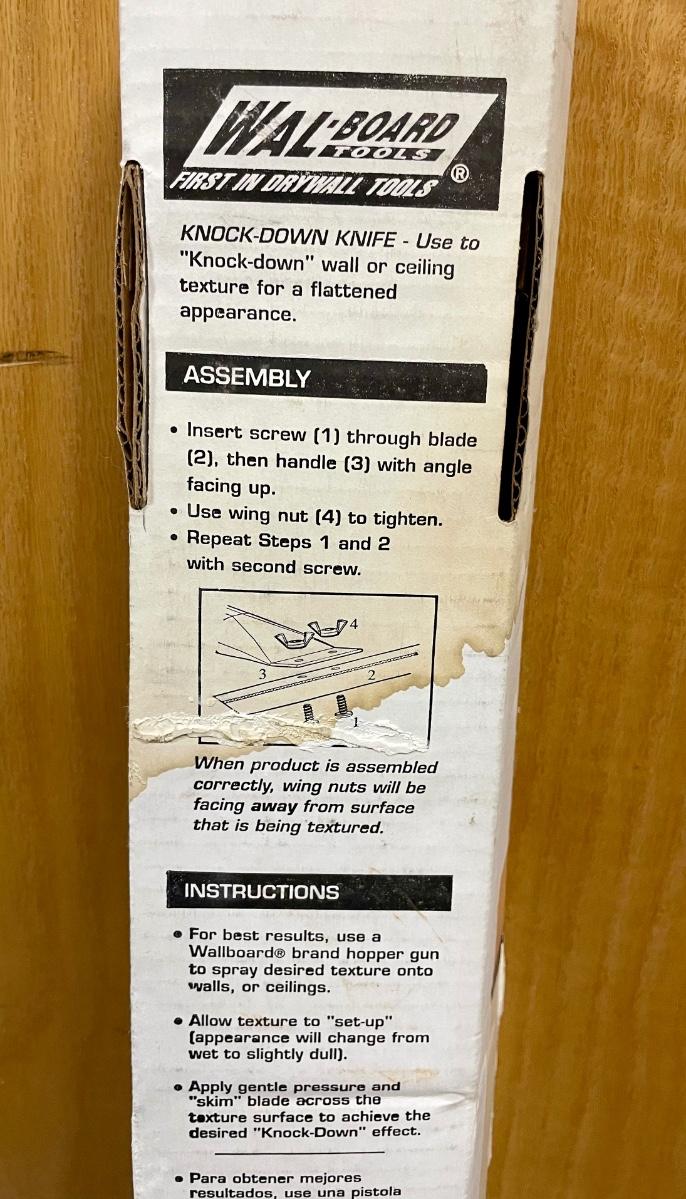 WAL-BOARD
TOOLS
FIRST IN DRYWALL TOOLS ®
KNOCK-DOWN KNIFE - Use to
"Knock-down" wall or ceiling
texture for a flattened
appearance.
ASSEMBLY
• Insert screw (1) through blade
(2), then handle (3) with angle
facing up.
• Use wing nut (4) to tighten.
• Repeat Steps 1 and 2
with second screw.
4
3
2
1
When product is assembled
correctly, wing nuts will be
facing away from surface
that is being textured.
INSTRUCTIONS
• For best results, use a
Wallboard® brand hopper gun
to spray desired texture onto
walls, or ceilings.
• Allow texture to "set-up"
(appearance will change from
wet to slightly dull).
• Apply gentle pressure and
"skim" blade across the
texture surface to achieve the
desired "Knock-Down" effect.
• Para obtener mejores
resultados, use una pistola